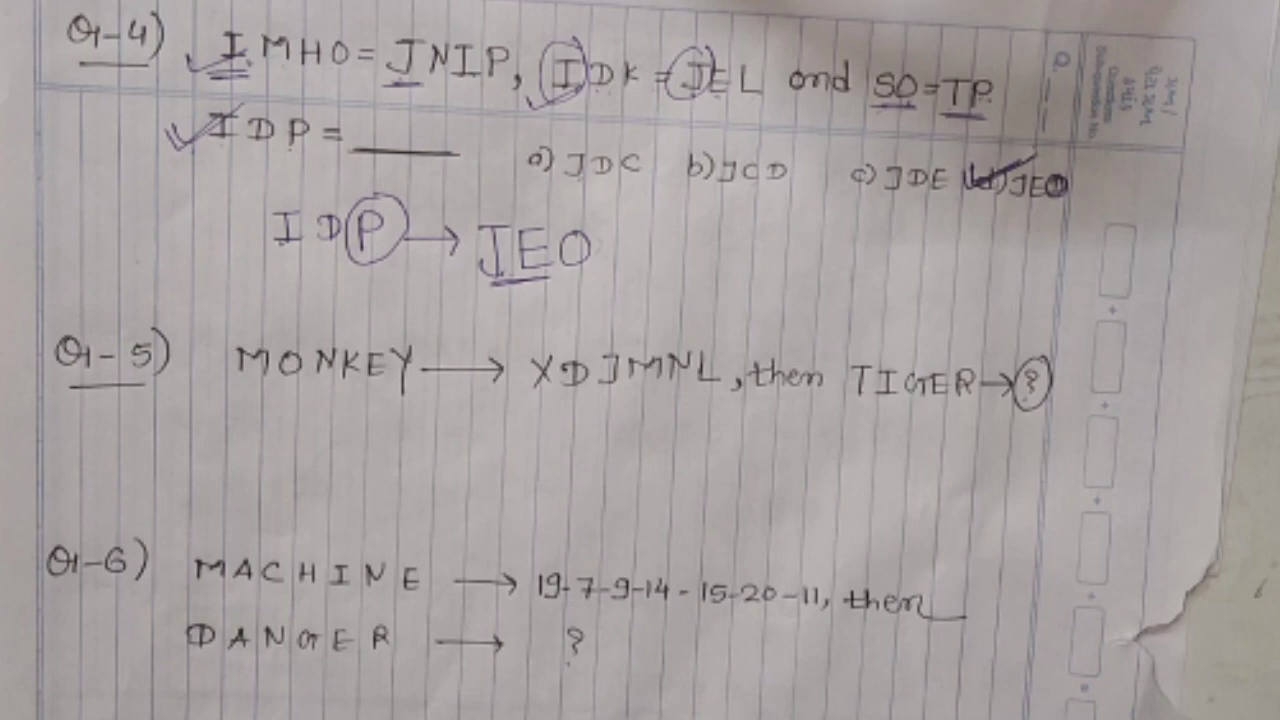 Q-4) IMHO = JNIP, IDK = JEL and SO = TP.
IDP = ____ a) JDC b) JCD c) JDE d) JEO
IDP → JEO
Q-5) MONKEY → XDJMNL, then TIGER → ?
Q-6) MACHINE → 19-7-9-14-15-20-11, then
DANGER → ?
Q.